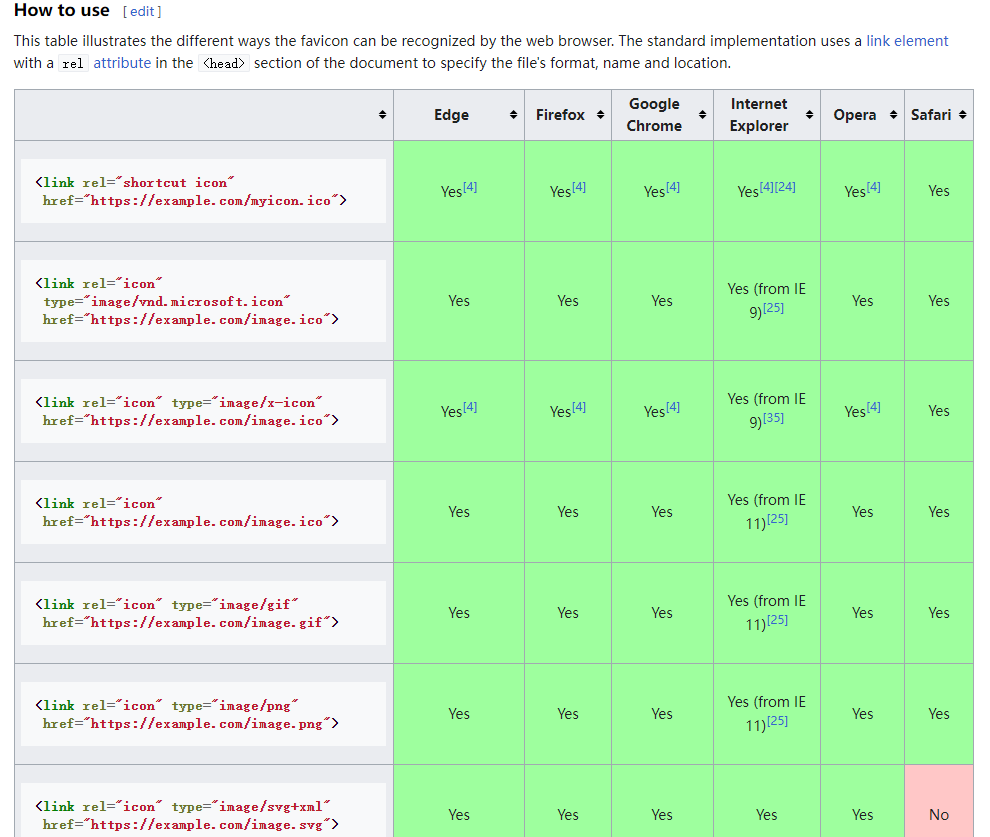 How to use [ edit ]
This table illustrates the different ways the favicon can be recognized by the web browser. The standard implementation uses a link element
with a rel attribute in the <head> section of the document to specify the file's format, name and location.
Edge Firefox Google Chrome Internet Explorer Opera Safari
<link rel="shortcut icon"
href="https://example.com/myicon.ico">
Yes[4] Yes[4] Yes[4] Yes[4][24] Yes[4] Yes
<link rel="icon"
type="image/vnd.microsoft.icon"
href="https://example.com/image.ico">
Yes Yes Yes Yes (from IE 9)[25] Yes Yes
<link rel="icon" type="image/x-icon"
href="https://example.com/image.ico">
Yes[4] Yes[4] Yes[4] Yes (from IE 9)[35] Yes[4] Yes
<link rel="icon"
href="https://example.com/image.ico">
Yes Yes Yes Yes (from IE 11)[25] Yes Yes
<link rel="icon" type="image/gif"
href="https://example.com/image.gif">
Yes Yes Yes Yes (from IE 11)[25] Yes Yes
<link rel="icon" type="image/png"
href="https://example.com/image.png">
Yes Yes Yes Yes (from IE 11)[25] Yes Yes
<link rel="icon" type="image/svg+xml"
href="https://example.com/image.svg">
Yes Yes Yes Yes Yes No